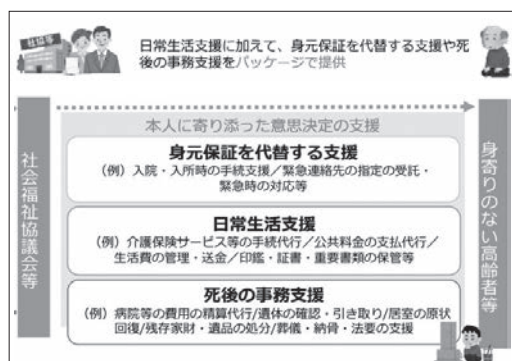 社協等
日常生活支援に加えて、身元保証を代替する支援や死
後の事務支援をパッケージで提供
本人に寄り添った意思決定の支援
社会福祉協議会等
身元保証を代替する支援
（例）入院・入所時の手続支援／緊急連絡先の指定の受託・
緊急時の対応等
日常生活支援
（例）介護保険サービス等の手続代行／公共料金の支払代行／
生活費の管理・送金／印鑑・証書・重要書類の保管等
死後の事務支援
（例）病院等の費用の精算代行/遺体の確認・引き取り/居室の原状
回復/残存家財・遺品の処分/葬儀・納骨・法要の支援
身寄りのない高齢者等